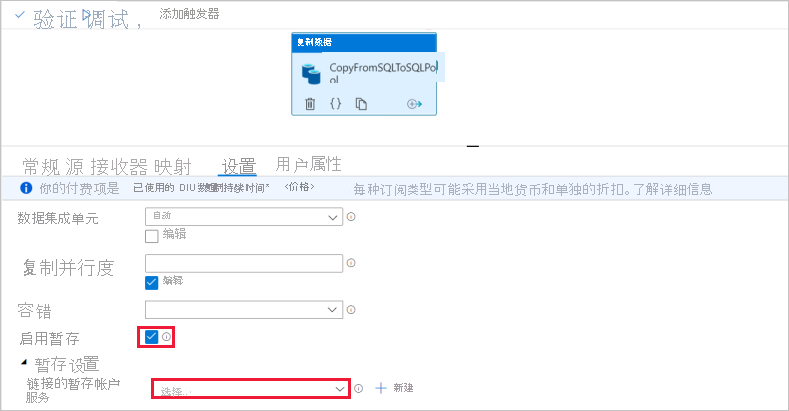 验证 调试， 添加触发器
复制数据
CopyFromSQLToSQLPo
ol
常规 源 接收器 映射 设置 用户属性
你的付费项是 已使用的 DIU 持续时间* <价格> 每种订阅类型可能采用当地货币和单独的折扣。了解详细信息
数据集成单元 自动
编辑
复制并行度
编辑
容错
启用暂存
暂存设置
链接的暂存帐户
服务 选择... 新建